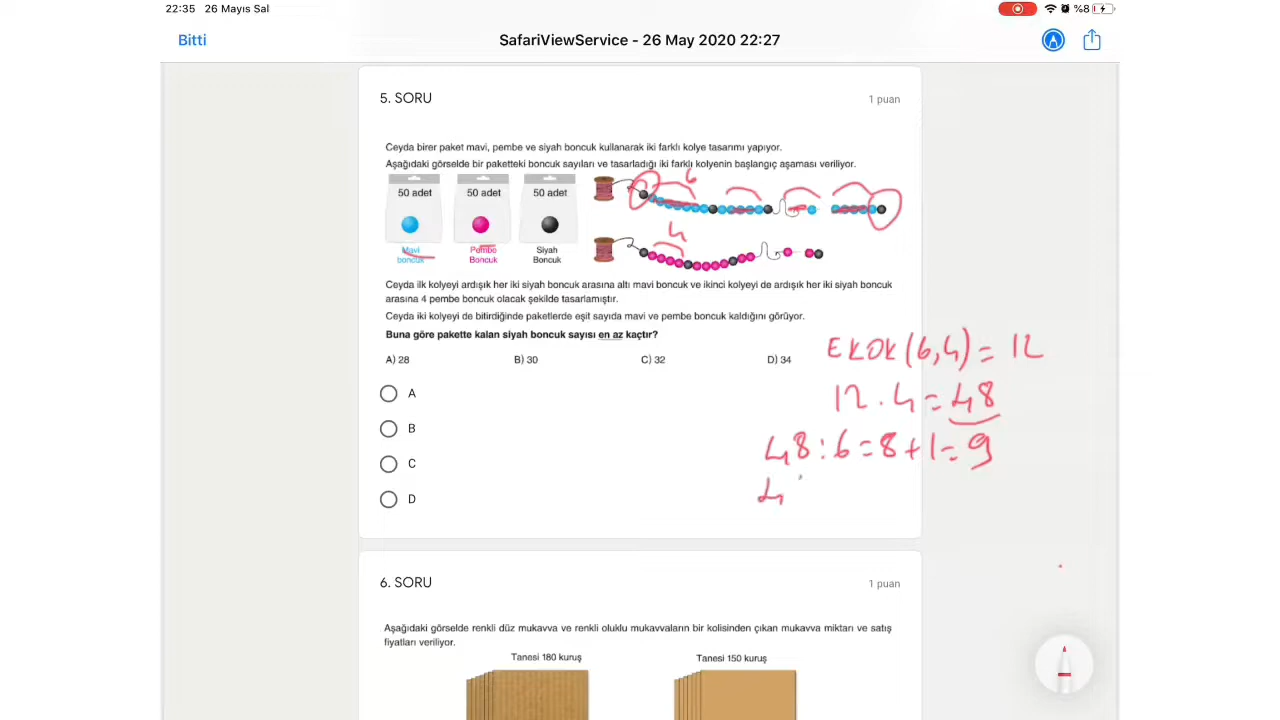 22:35 26 Mayıs Sal
%8
Bitti
SafariViewService - 26 May 2020 22:27
5. SORU
1 puan
Ceyda birer paket mavi, pembe ve siyah boncuk kullanarak iki farklı kolye tasarımı yapıyor.
Aşağıdaki görselde bir paketteki boncuk sayıları ve tasarladığı iki farklı kolyenin başlangıç aşaması veriliyor.
50 adet
50 adet
50 adet
6
4
Mavi boncuk
Pembe Boncuk
Siyah Boncuk
Ceyda ilk kolyeyi ardışık her iki siyah boncuk arasına altı mavi boncuk ve ikinci kolyeyi de ardışık her iki siyah boncuk
arasına 4 pembe boncuk olacak şekilde tasarlamıştır.
Ceyda iki kolyeyi de bitirdiğinde paketlerde eşit sayıda mavi ve pembe boncuk kaldığını görüyor.
Buna göre pakette kalan siyah boncuk sayısı en az kaçtır?
A) 28 B) 30 C) 32 D) 34
A
B
C
D
EKOK(6,4) = 12
12 . 4 = 48
48 : 6 = 8 + 1 = 9
4
6. SORU
1 puan
Aşağıdaki görselde renkli düz mukavva ve renkli oluklu mukavvaların bir kolisinden çıkan mukavva miktarı ve satış
fiyatları veriliyor.
Tanesi 180 kuruş
Tanesi 150 kuruş